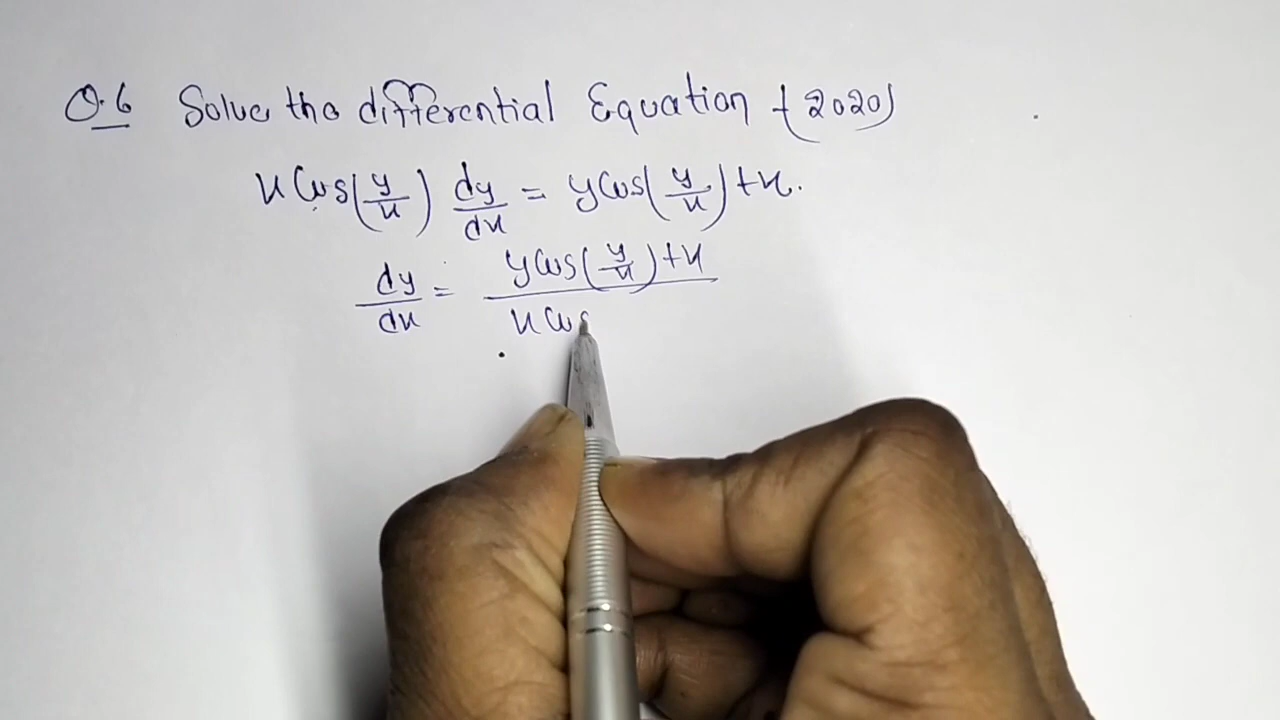 Q.6 Solve the differential Equation (2020)
x Cos(y/x) dy/dx = y Cos(y/x) + x.
dy/dx = y Cos(y/x) + x / x Cos